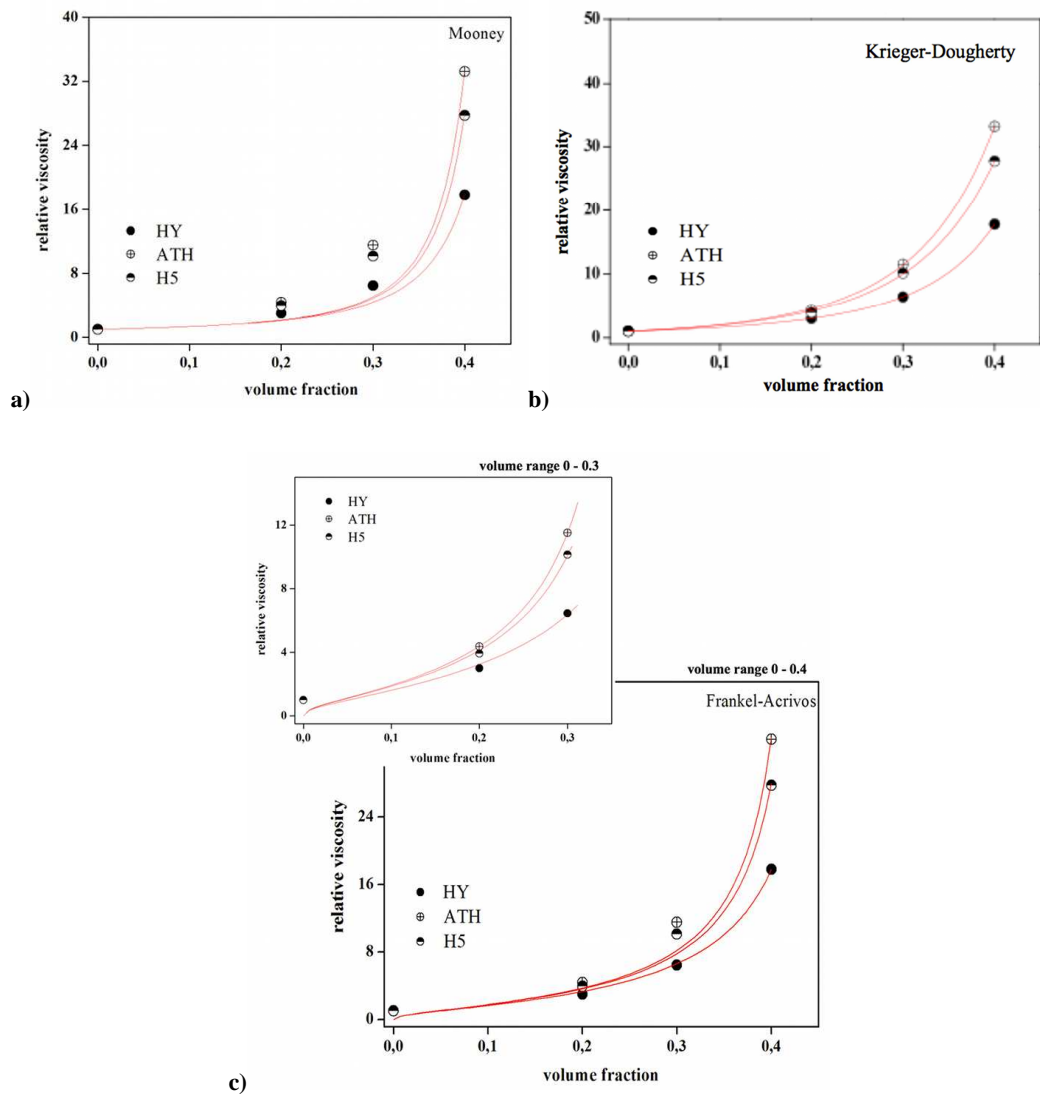 Mooney
40
32
24
16
8
0
relative viscosity
HY
ATH
H5
0,0
0,1
0,2
0,3
0,4
volume fraction
a)
Krieger-Dougherty
50
40
30
20
10
0
relative viscosity
HY
ATH
H5
0,0
0,1
0,2
0,3
0,4
volume fraction
b)
volume range 0 - 0.3
12
8
4
0
relative viscosity
HY
ATH
H5
0,0
0,1
0,2
0,3
volume fraction
volume range 0 - 0.4
Frankel-Acrivos
24
16
8
0
relative viscosity
HY
ATH
H5
0,0
0,1
0,2
0,3
0,4
volume fraction
c)